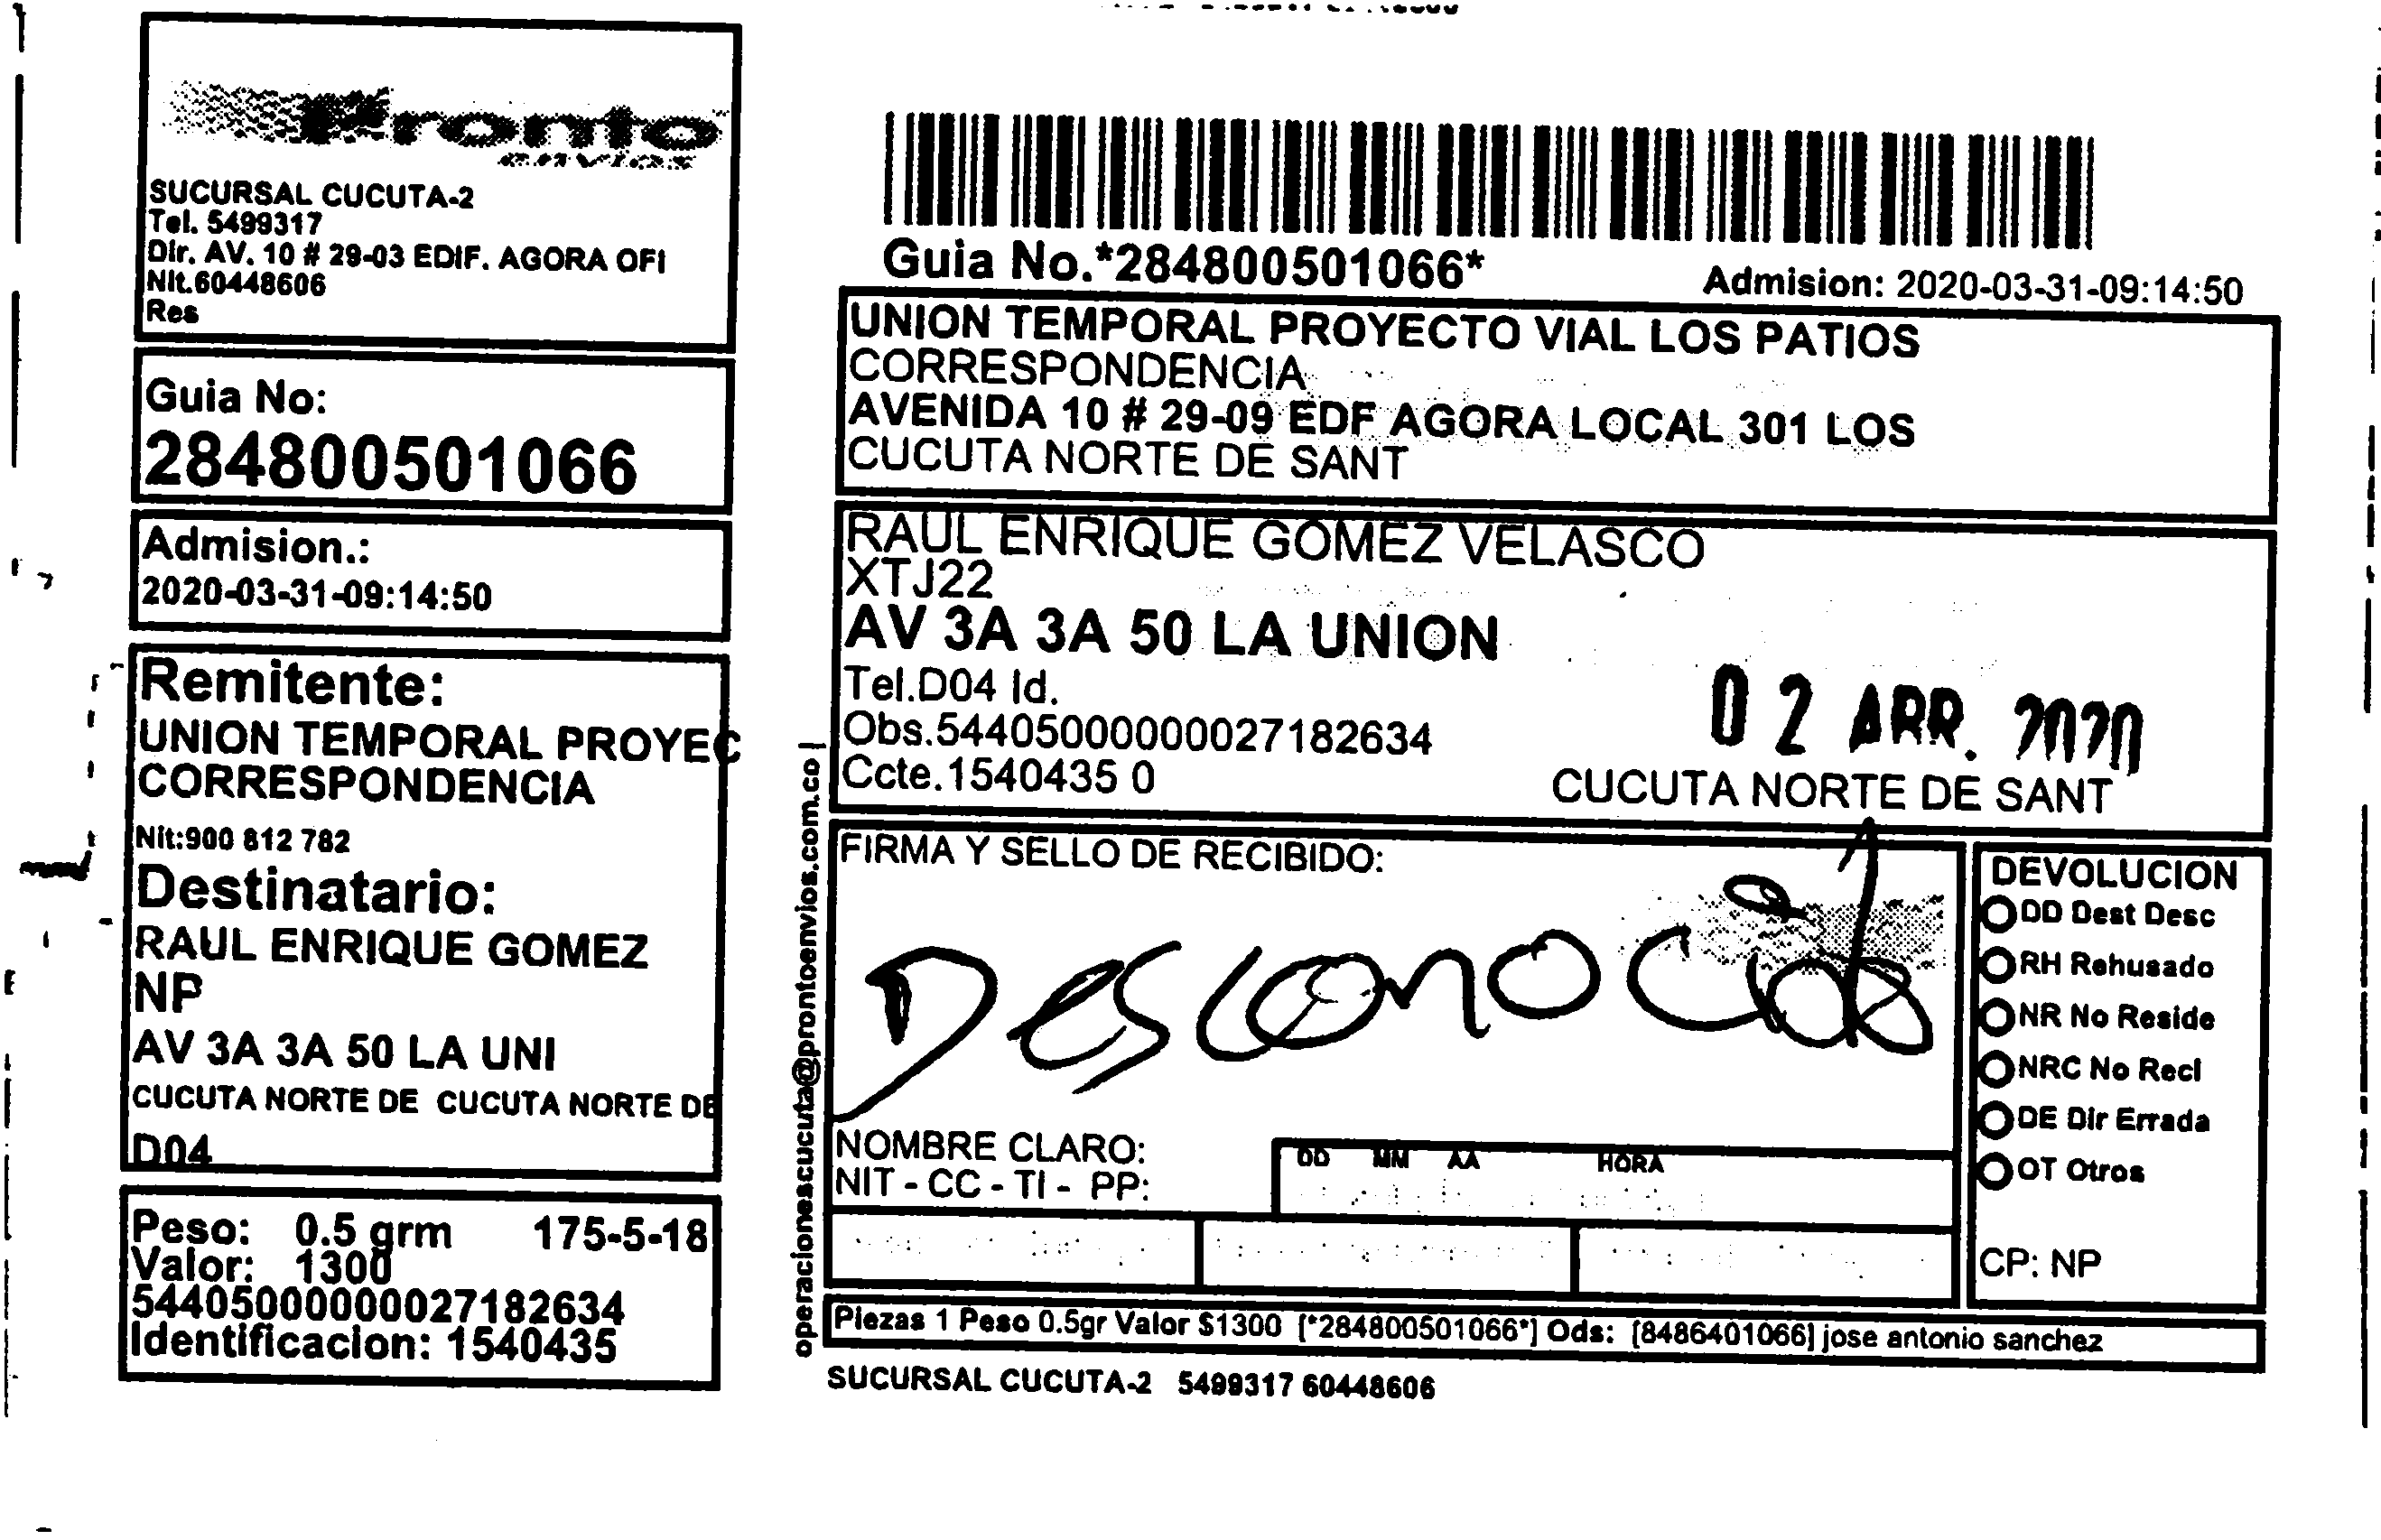 Pronto
envios
SUCURSAL CUCUTA-2
Tel. 5499317
Dir. AV. 10 # 29-03 EDIF. AGORA OFI
Nit.60448606
Res
Guia No:
284800501066
Admision.:
2020-03-31-09:14:50
Remitente:
UNION TEMPORAL PROYEC
CORRESPONDENCIA
Nit:900 812 782
Destinatario:
RAUL ENRIQUE GOMEZ
NP
AV 3A 3A 50 LA UNI
CUCUTA NORTE DE CUCUTA NORTE DE
D04
Peso: 0.5 grm 175-5-18
Valor: 1300
544050000000027182634
Identificacion: 1540435
operacionescucuta@prontoenvios.com.co |
Guia No.*284800501066*
Admision: 2020-03-31-09:14:50
UNION TEMPORAL PROYECTO VIAL LOS PATIOS
CORRESPONDENCIA
AVENIDA 10 # 29-09 EDF AGORA LOCAL 301 LOS
CUCUTA NORTE DE SANT
RAUL ENRIQUE GOMEZ VELASCO
XTJ22
AV 3A 3A 50 LA UNION
Tel.D04 Id.
Obs.544050000000027182634
02 ABR. 2020
Ccte.1540435 0
CUCUTA NORTE DE SANT
FIRMA Y SELLO DE RECIBIDO:
Desconocido
NOMBRE CLARO:
NIT - CC - TI - PP:
DD MM AA HORA
DEVOLUCION
DD Dest Desc
RH Rehusado
NR No Reside
NRC No Recl
DE Dir Errada
OT Otros
CP: NP
Piezas 1 Peso 0.5gr Valor $1300 [*284800501066*] Ods: [8486401066] jose antonio sanchez
SUCURSAL CUCUTA-2 5499317 60448606